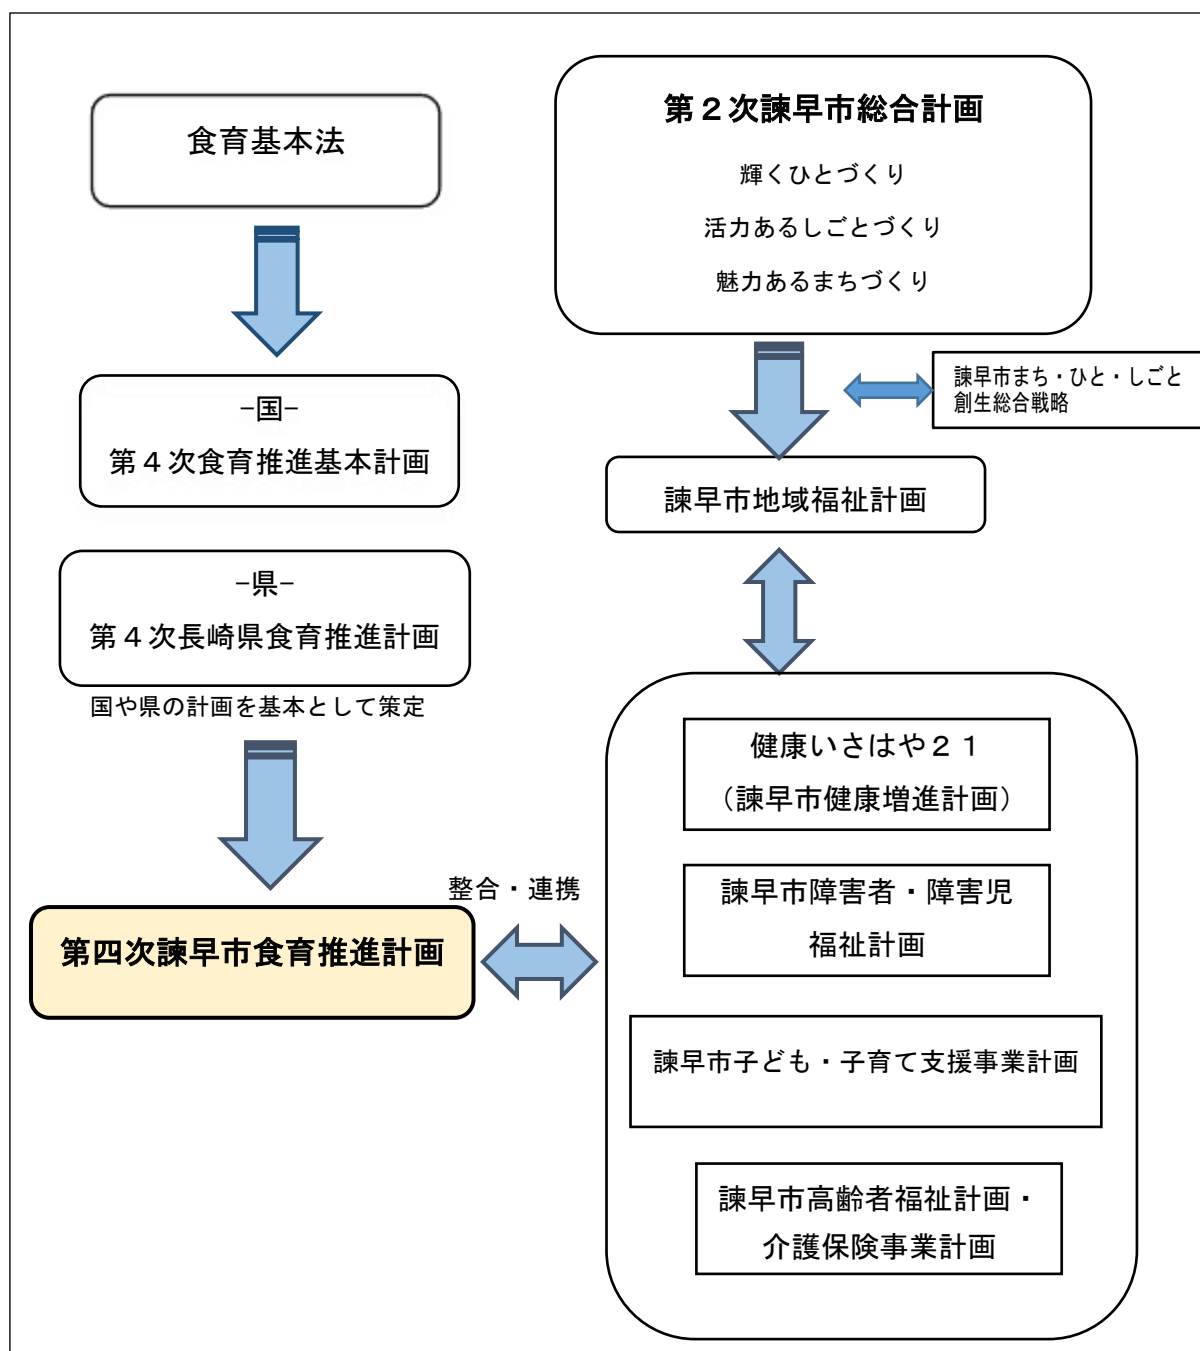 食育基本法
-国-
第４次食育推進基本計画
-県-
第４次長崎県食育推進計画
国や県の計画を基本として策定
第四次諫早市食育推進計画
整合・連携
第２次諫早市総合計画
輝くひとづくり
活力あるしごとづくり
魅力あるまちづくり
諫早市まち・ひと・しごと
創生総合戦略
諫早市地域福祉計画
健康いさはや２１
（諫早市健康増進計画）
諫早市障害者・障害児
福祉計画
諫早市子ども・子育て支援事業計画
諫早市高齢者福祉計画・
介護保険事業計画